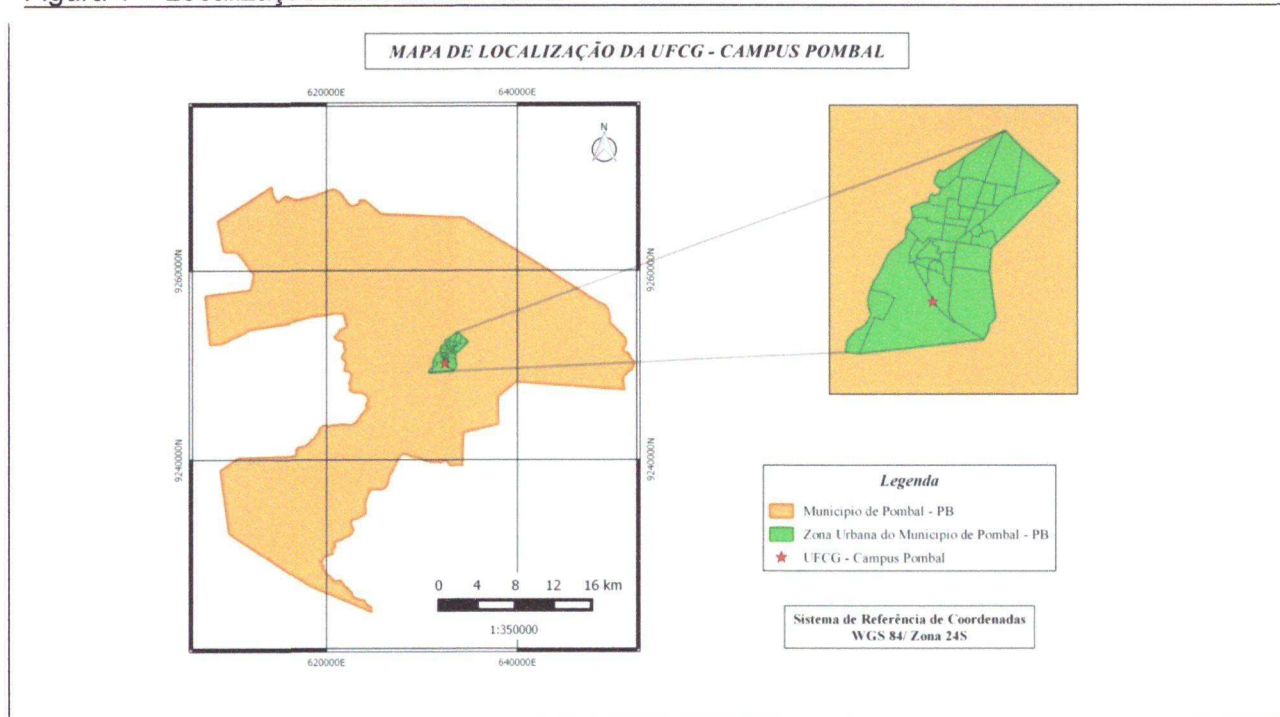 MAPA DE LOCALIZAÇÃO DA UFCG - CAMPUS POMBAL
620000E 640000E
N
9260000N 9260000N
9240000N 9240000N
0 4 8 12 16 km
1:350000
620000E 640000E
Legenda
Municipio de Pombal - PB
Zona Urbana do Municipio de Pombal - PB
UFCG - Campus Pombal
Sistema de Referência de Coordenadas
WGS 84/ Zona 24S